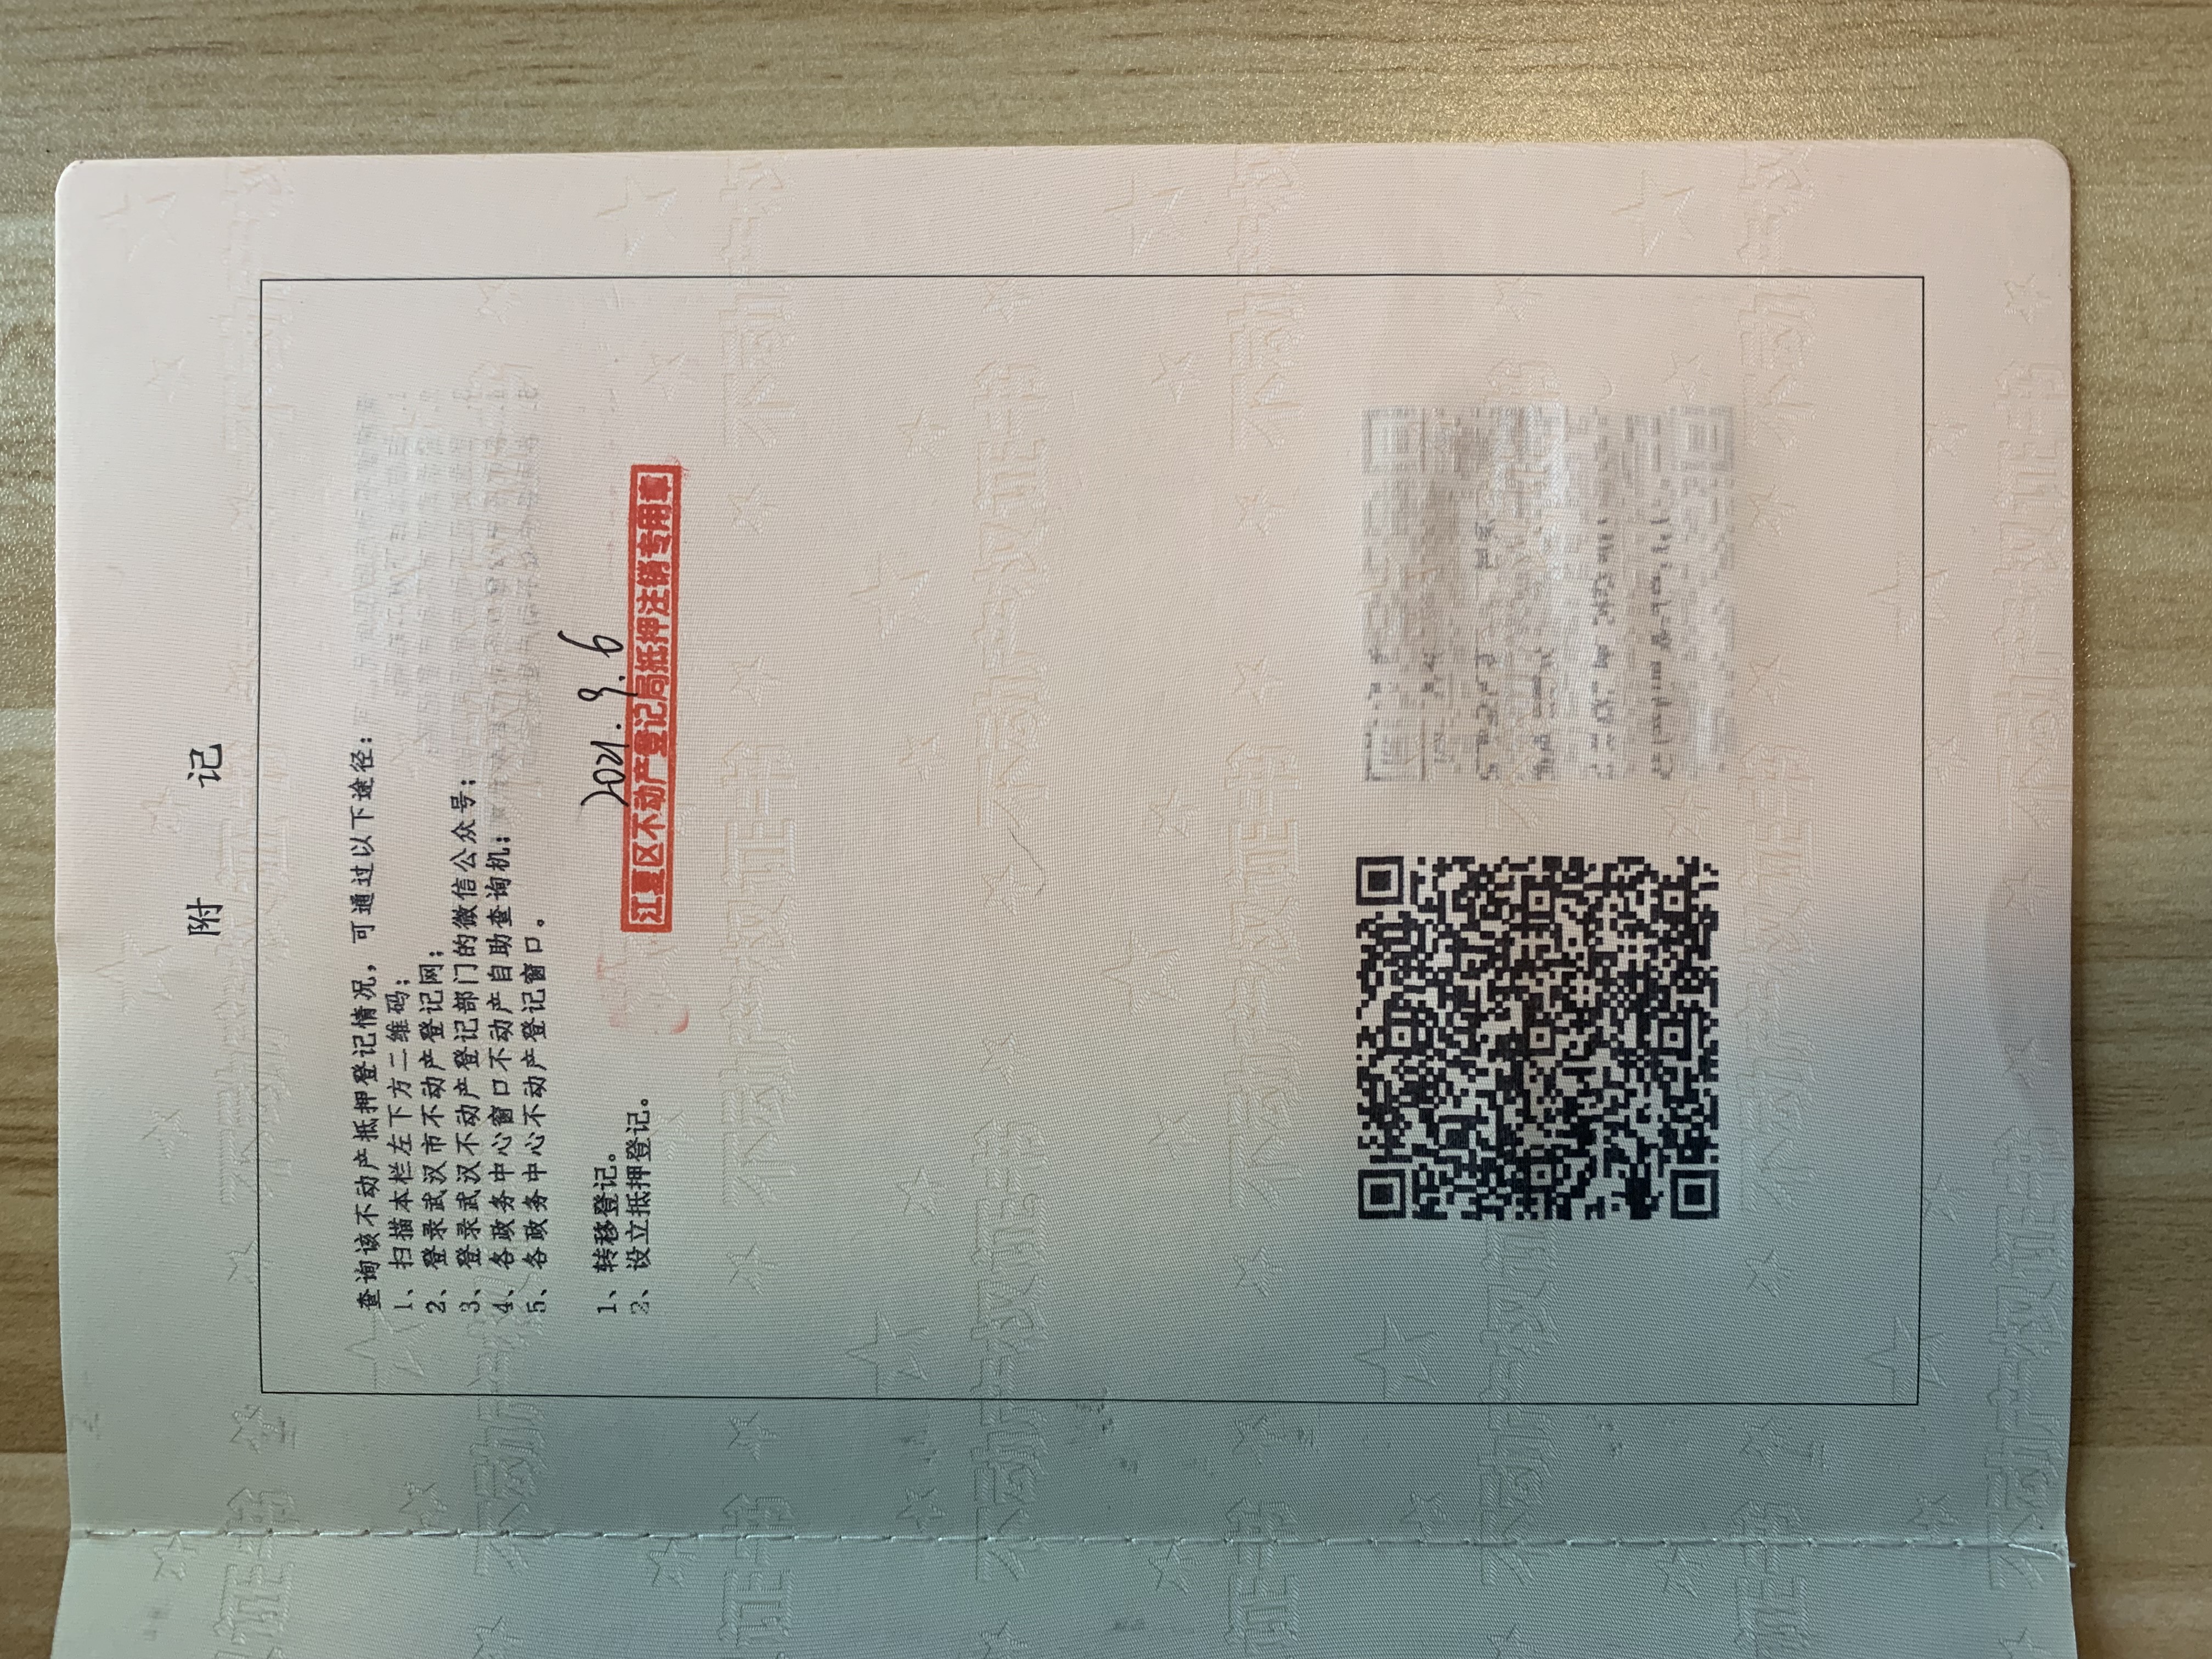 附 记
查询该不动产抵押登记情况，可通过以下途径：
1、扫描本栏左下方二维码；
2、登录武汉市不动产登记网；
3、登录武汉不动产登记部门的微信公众号；
4、各政务中心窗口不动产自助查询机；
5、各政务中心不动产登记窗口。
1、转移登记。
2021.9.6
2、设立抵押登记。
江夏区不动产登记局抵押注销专用章
不动产权证书